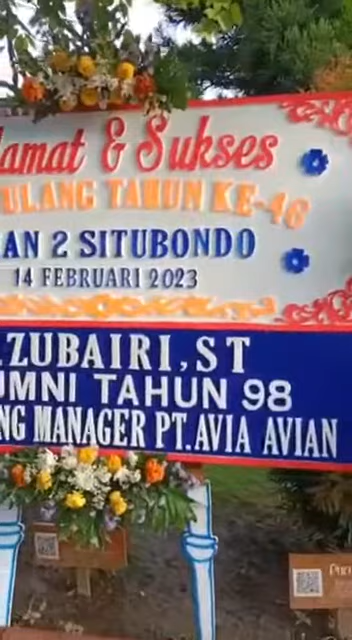 lamat & Sukses
ULANG TAHUN KE-46
AN 2 SITUBONDO
14 FEBRUARI 2023
.ZUBAIRI, ST
UMNI TAHUN 98
NG MANAGER PT.AVIA AVIAN